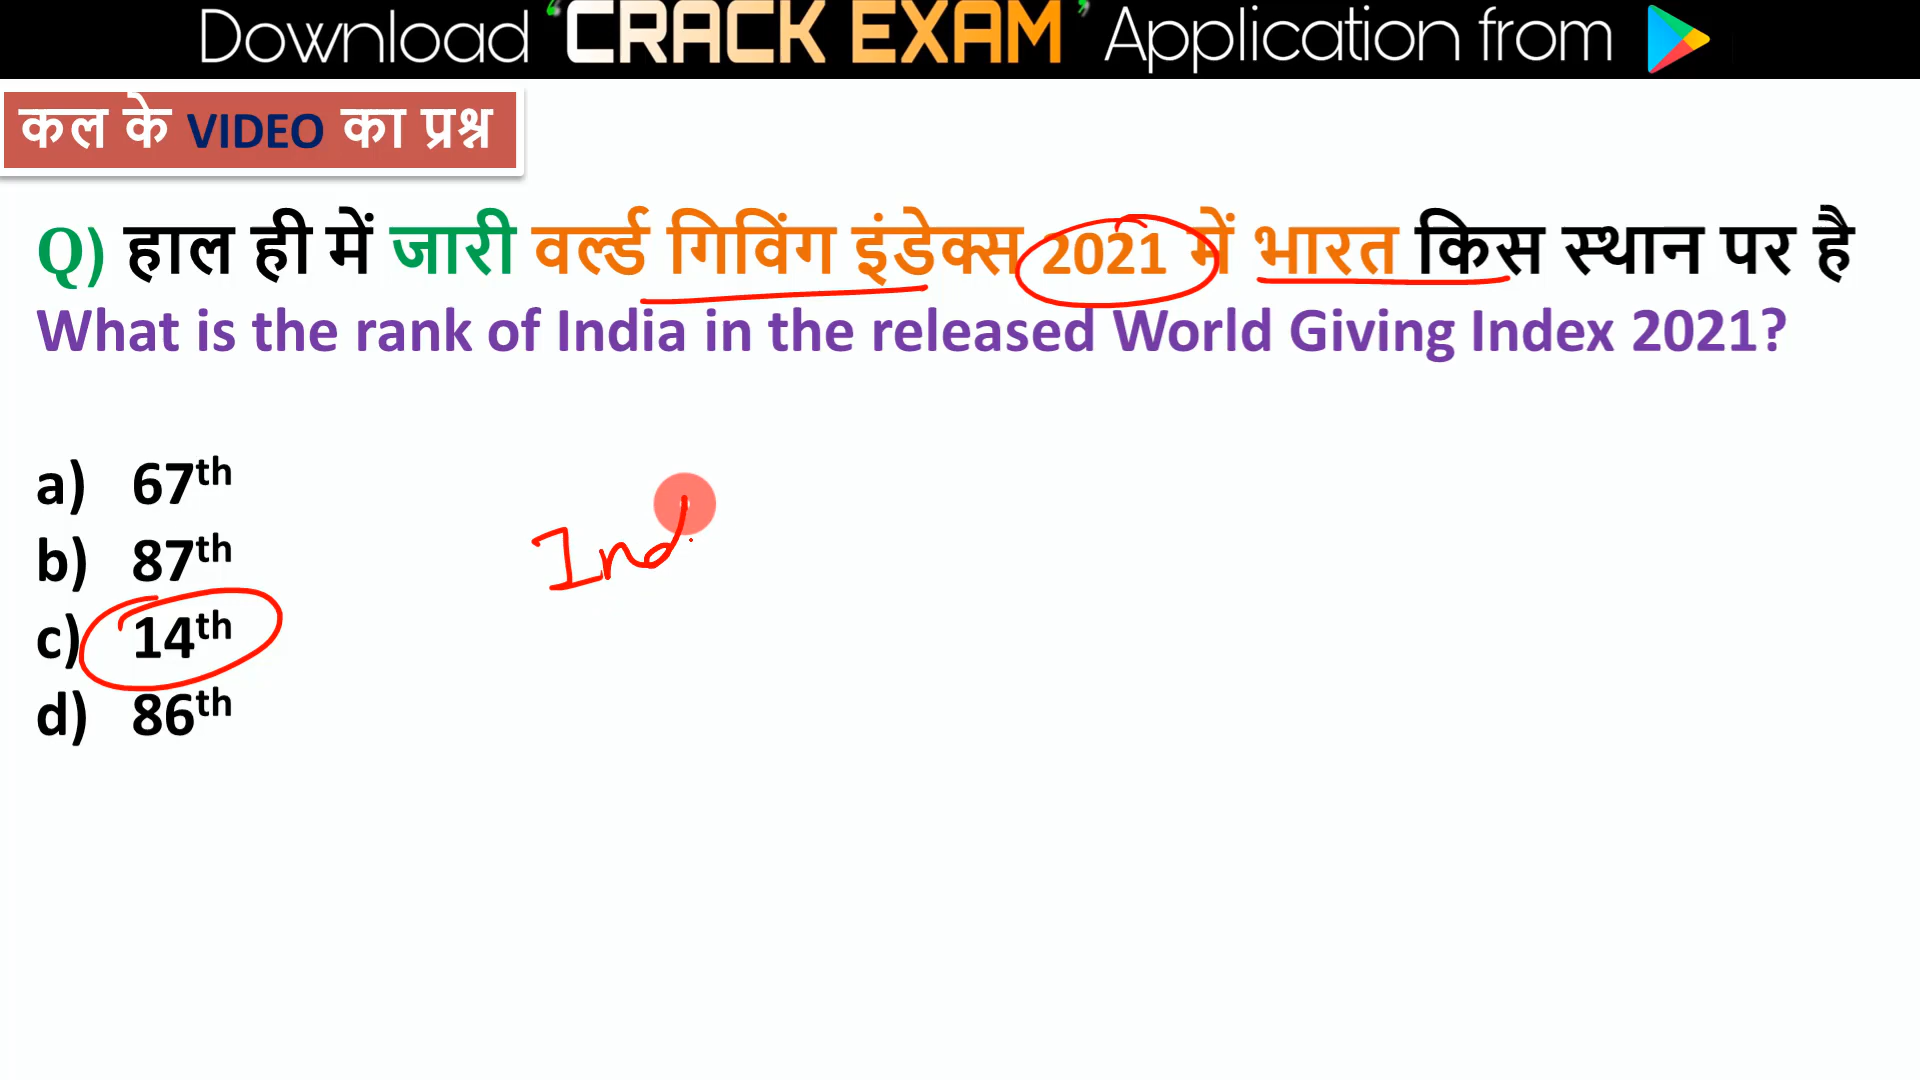 Download 'CRACK EXAM' Application from
कल के VIDEO का प्रश्न
Q) हाल ही में जारी वर्ल्ड गिविंग इंडेक्स 2021 में भारत किस स्थान पर है
What is the rank of India in the released World Giving Index 2021?
a) 67th
b) 87th
Ind
c) 14th
d) 86th